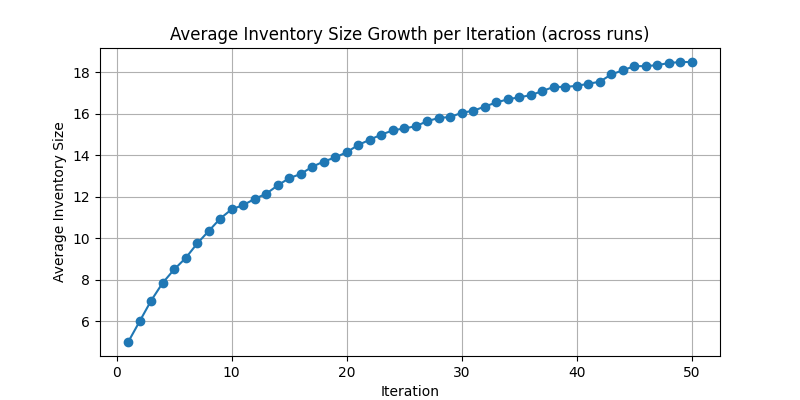 Average Inventory Size Growth per Iteration (across runs)
Average Inventory Size
18
16
14
12
10
8
6
0 10 20 30 40 50
Iteration